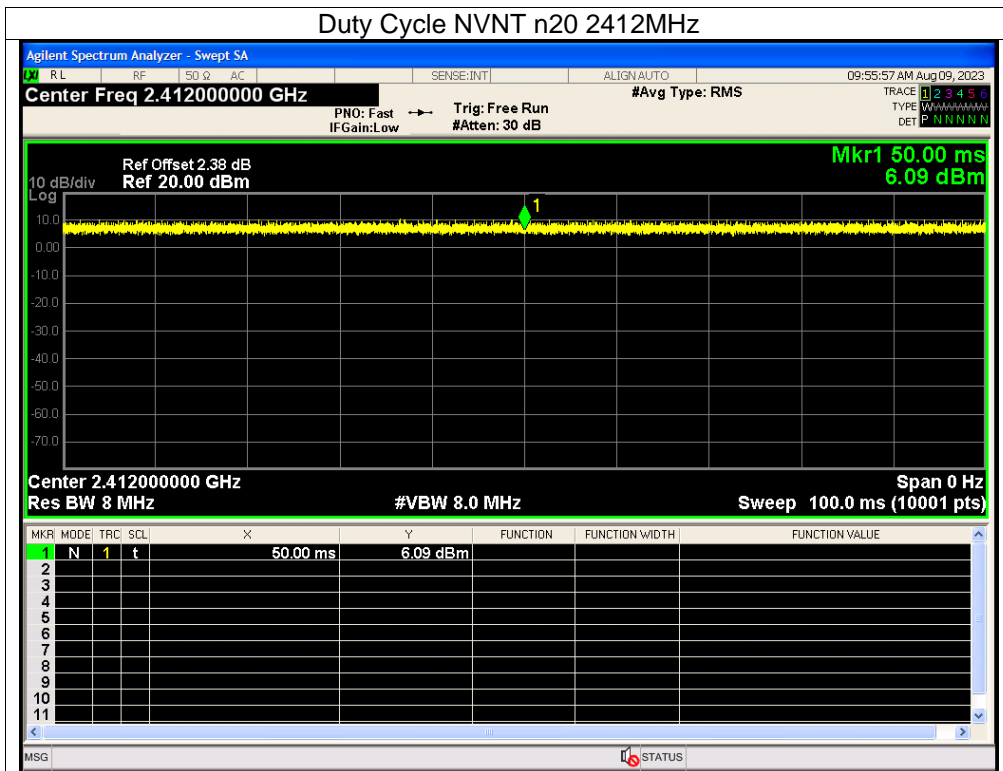 Duty Cycle NVNT n20 2412MHz
Agilent Spectrum Analyzer - Swept SA
LXI RL RF 50 Ω AC SENSE:INT ALIGN AUTO 09:55:57 AM Aug 09, 2023
Center Freq 2.412000000 GHz #Avg Type: RMS TRACE 1 2 3 4 5 6
PNO: Fast Trig: Free Run TYPE WWWWWWW
IFGain:Low #Atten: 30 dB DET P N N N N N
Mkr1 50.00 ms
Ref Offset 2.38 dB
10 dB/div Ref 20.00 dBm 6.09 dBm
Log
1
10.0
0.00
-10.0
-20.0
-30.0
-40.0
-50.0
-60.0
-70.0
Center 2.412000000 GHz Span 0 Hz
Res BW 8 MHz #VBW 8.0 MHz Sweep 100.0 ms (10001 pts)
MKR MODE TRC SCL X Y FUNCTION FUNCTION WIDTH FUNCTION VALUE
1 N 1 t 50.00 ms 6.09 dBm
2
3
4
5
6
7
8
9
10
11
MSG STATUS